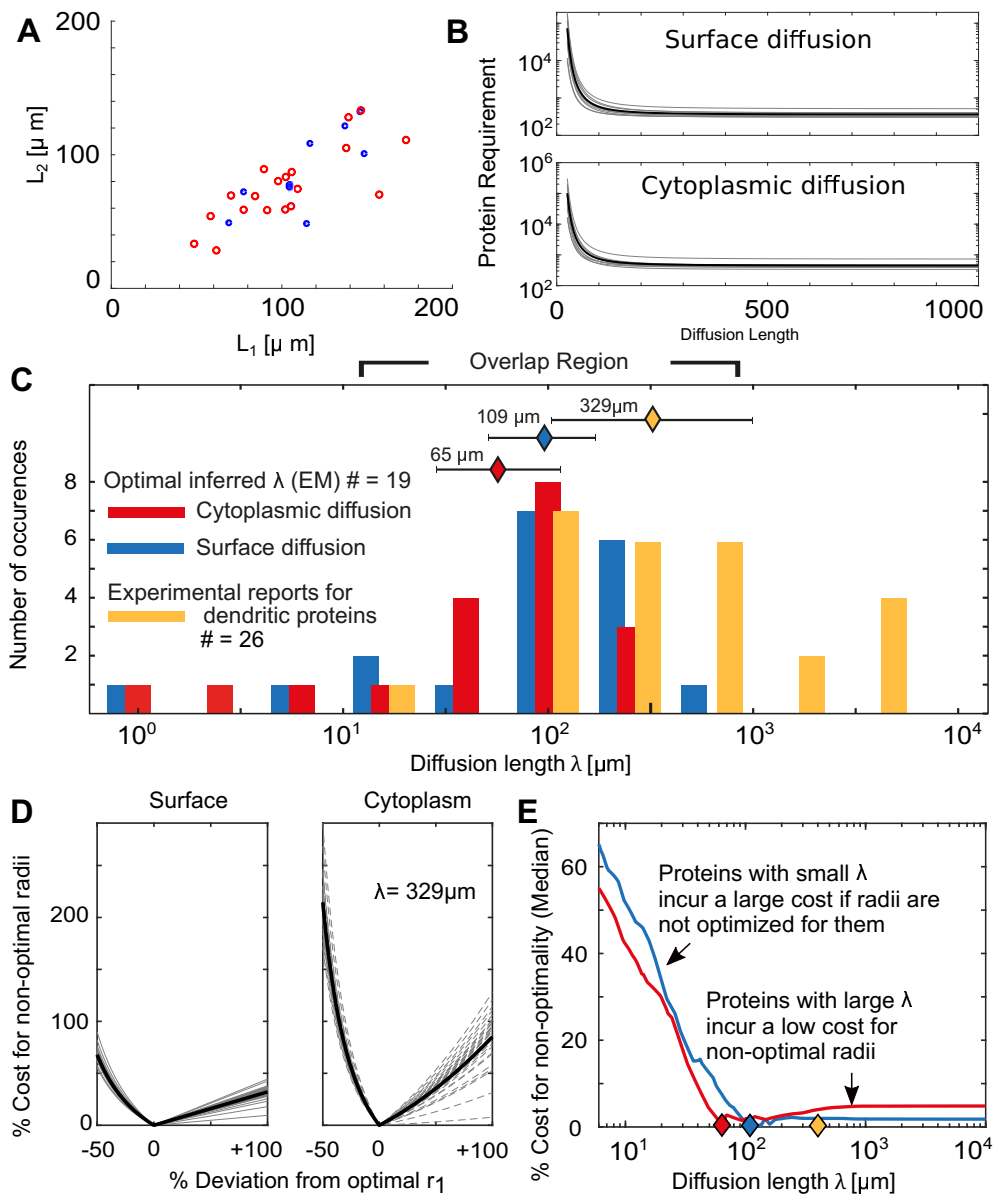 A
200
100
0
L2 [μ m]
0
100
200
L1 [μ m]
B
Surface diffusion
10^4
10^2
Cytoplasmic diffusion
10^6
10^4
10^2
Protein Requirement
0
500
1000
Diffusion Length
Overlap Region
C
329μm
109 μm
65 μm
Optimal inferred λ (EM) # = 19
Cytoplasmic diffusion
Surface diffusion
Experimental reports for
dendritic proteins
# = 26
8
6
4
2
Number of occurences
10^0
10^1
10^2
10^3
10^4
Diffusion length λ [μm]
D
Surface
Cytoplasm
λ= 329μm
200
100
0
% Cost for non-optimal radii
-50
0
+100
-50
0
+100
% Deviation from optimal r1
E
60
40
20
0
% Cost for non-optimality (Median)
Proteins with small λ
incur a large cost if radii are
not optimized for them
Proteins with large λ
incur a low cost for
non-optimal radii
10^1
10^2
10^3
10^4
Diffusion length λ [μm]